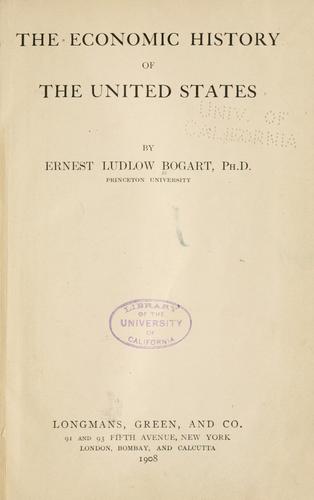 THE ECONOMIC HISTORY
OF
THE UNITED STATES
UNIV. OF
CALIFORNIA
BY
ERNEST LUDLOW BOGART, PH.D.
PRINCETON UNIVERSITY
LIBRARY
OF THE
UNIVERSITY
OF
CALIFORNIA
LONGMANS, GREEN, AND CO.
91 AND 93 FIFTH AVENUE, NEW YORK
LONDON, BOMBAY, AND CALCUTTA
1908